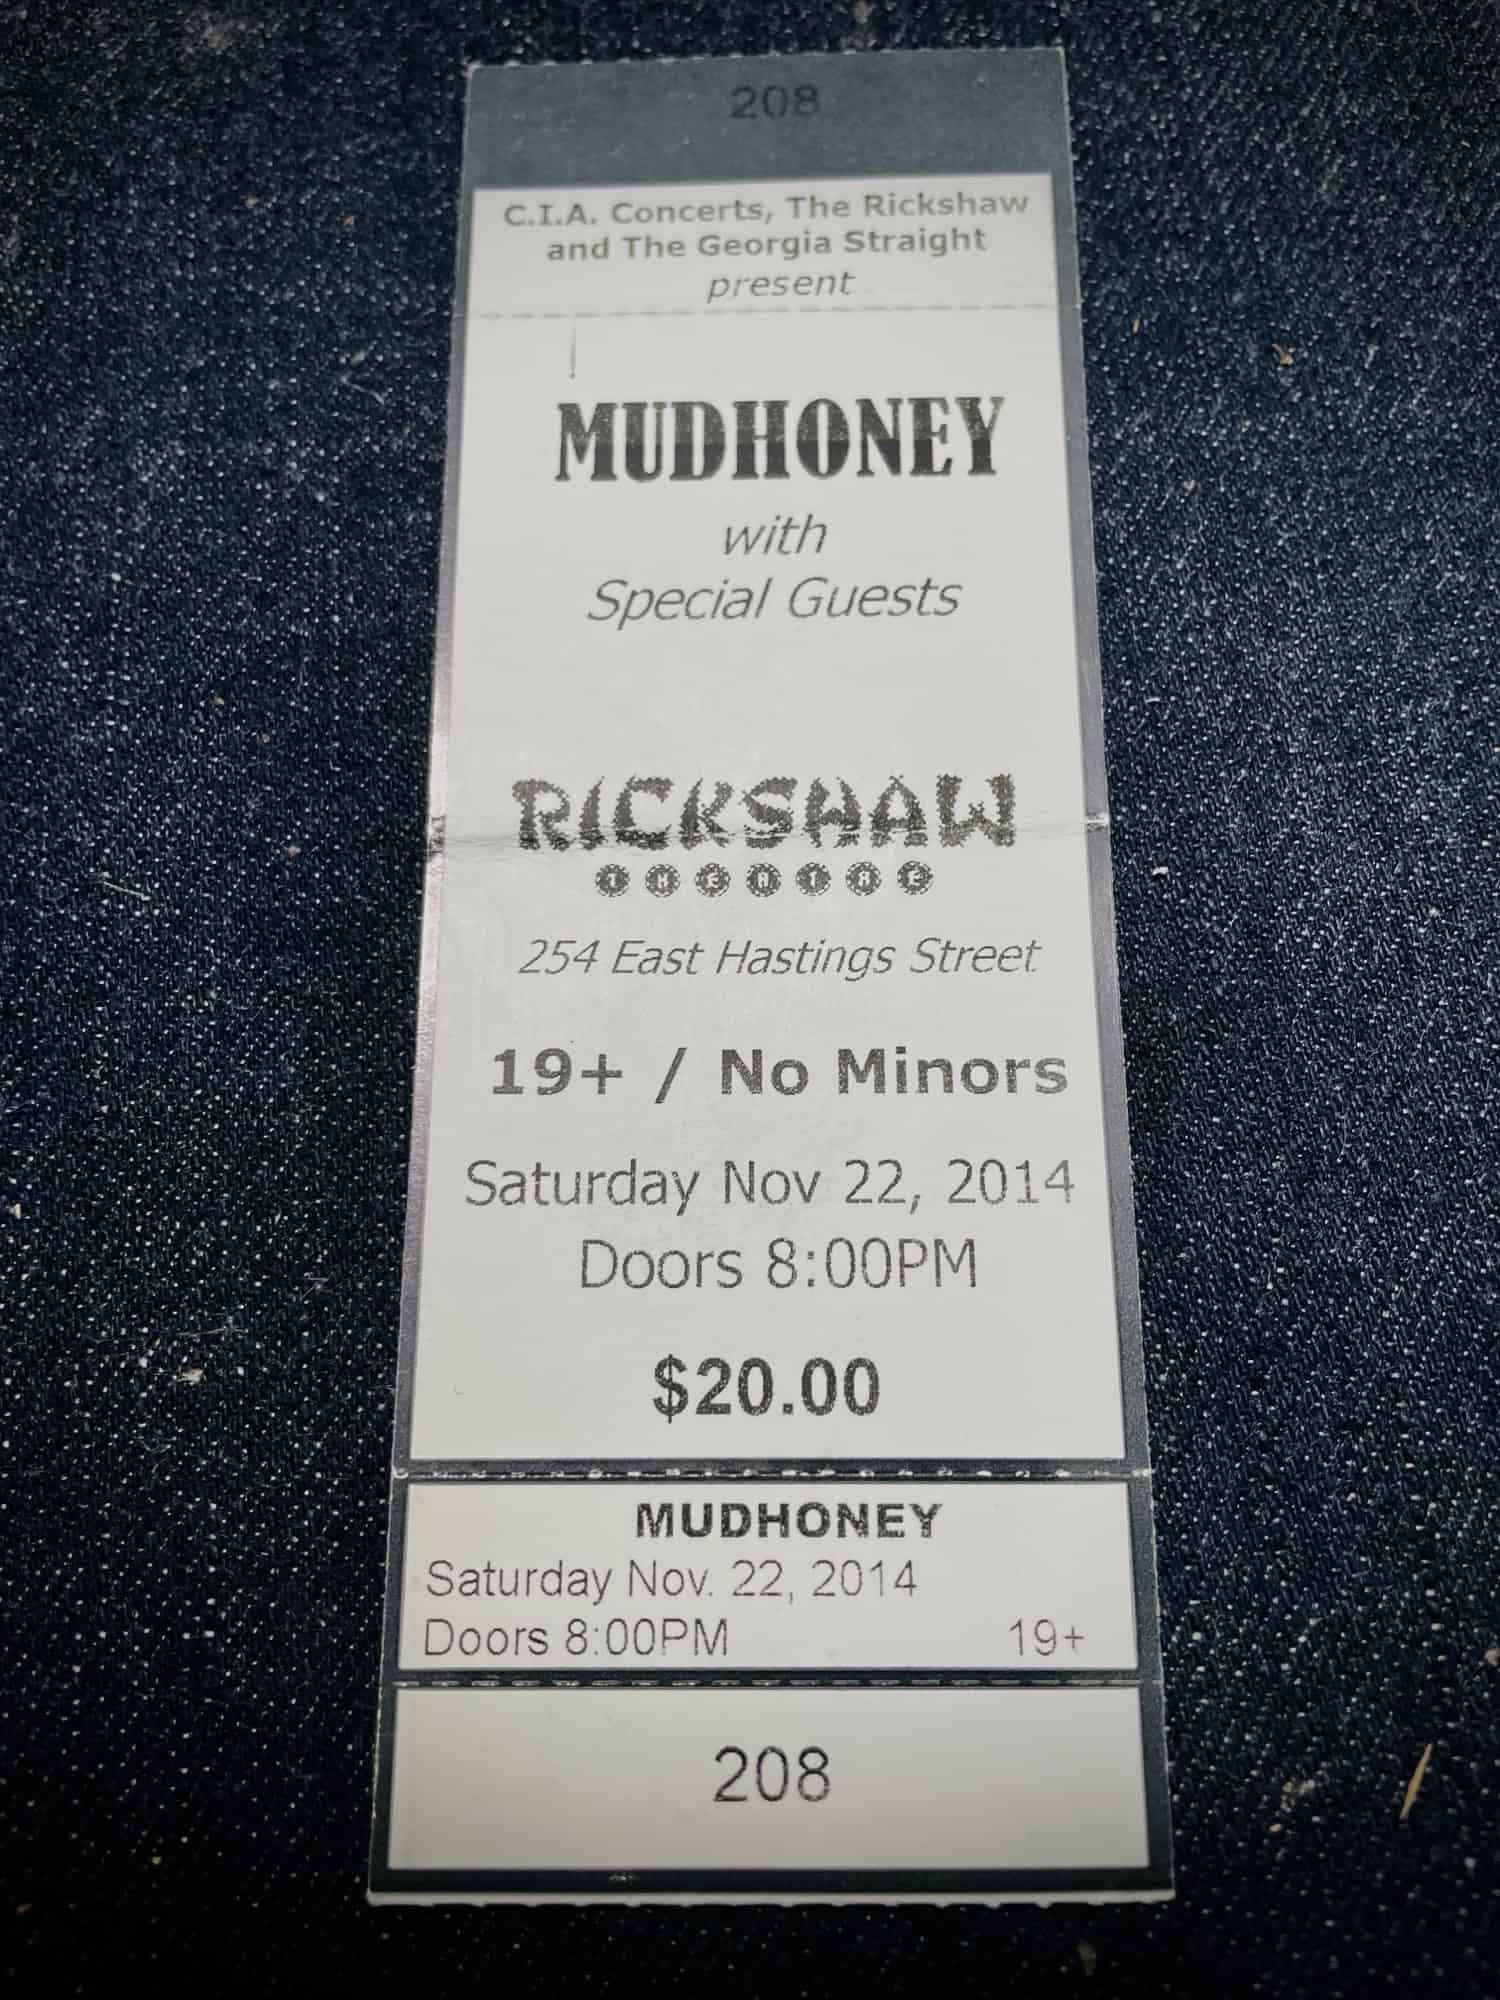 208
C.I.A. Concerts, The Rickshaw
and The Georgia Straight
present
MUDHONEY
with
Special Guests
RICKSHAW
THEATRE
254 East Hastings Street
19+ / No Minors
Saturday Nov 22, 2014
Doors 8:00PM
$20.00
MUDHONEY
Saturday Nov. 22, 2014
Doors 8:00PM 19+
208